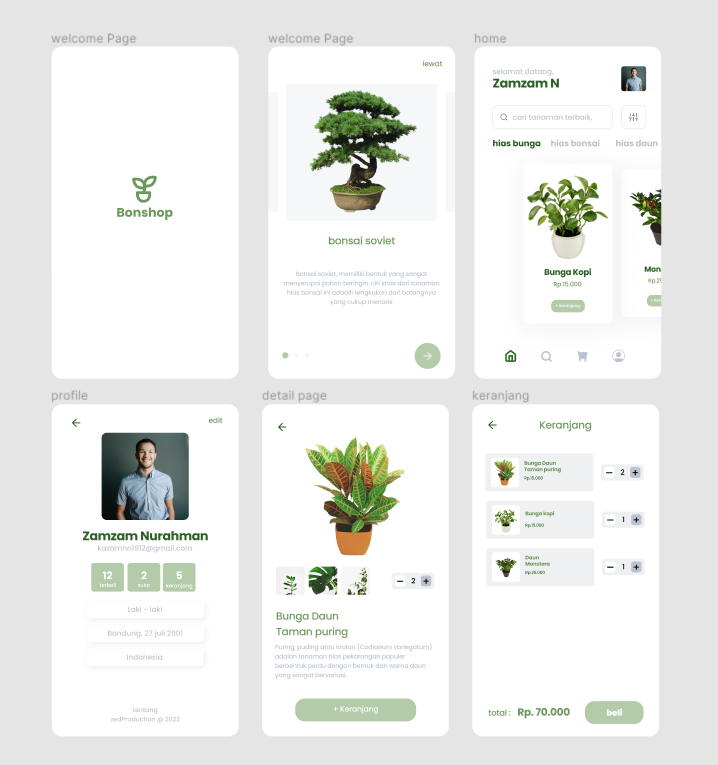 welcome Page
Bonshop
welcome Page
lewat
bonsai soviet
bonsai soviet, memiliki bentuk yang sangat
menyerupai pohon beringin, ciri khas dari tanaman
hias bonsai ini adalah lengkukan dari batangnya
yang cukup menarik
home
selamat datang,
Zamzam N
cari tanaman terbaik,
hias bunga hias bonsai hias daun
Bunga Kopi
Rp.15.000
+ Keranjang
Mon
profile
edit
Zamzam Nurahman
kazamnn1912@gmail.com
12
terbeli
2
suka
5
keranjang
Laki - laki
Bandung, 27 juli 2001
Indonesia
tentang
zedProduction @ 2022
detail page
2
Bunga Daun
Taman puring
Puring, puding atau kroton (Codiaeum variegatum)
adalah tanaman hias pekarangan populer
berbentuk perdu dengan bentuk dan warna daun
yang sangat bervariasi.
+ Keranjang
keranjang
Keranjang
Bunga Daun
Taman puring
Rp.15.000
2
Bunga kopi
Rp.15.000
1
Daun
Monstera
Rp.25.000
1
total : Rp. 70.000
beli